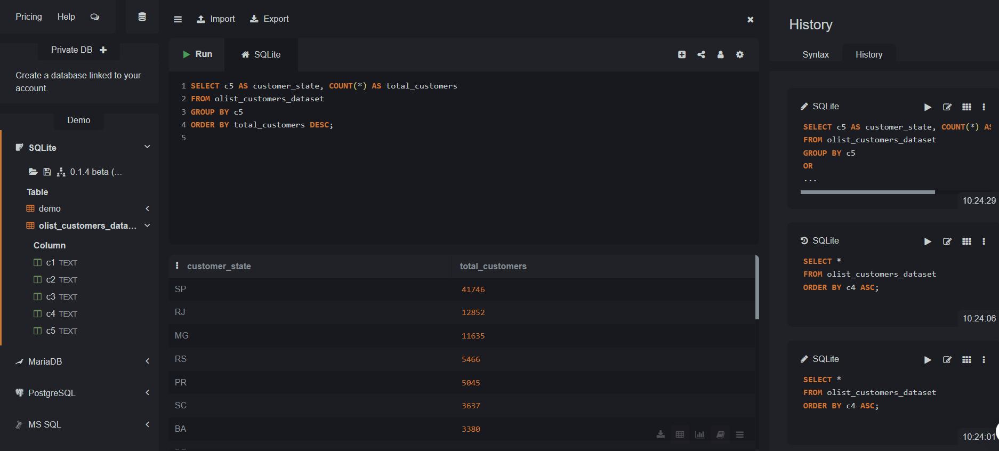 Pricing Help
Private DB
Create a database linked to your
account.
Demo
SQLite
0.1.4 beta (...
Table
demo
olist_customers_data...
Column
c1 TEXT
c2 TEXT
c3 TEXT
c4 TEXT
c5 TEXT
MariaDB
PostgreSQL
MS SQL
Import Export
Run SQLite
1 SELECT c5 AS customer_state, COUNT(*) AS total_customers
2 FROM olist_customers_dataset
3 GROUP BY c5
4 ORDER BY total_customers DESC;
5
customer_state total_customers
SP 41746
RJ 12852
MG 11635
RS 5466
PR 5045
SC 3637
BA 3380
History
Syntax History
SQLite
SELECT c5 AS customer_state, COUNT(*) AS
FROM olist_customers_dataset
GROUP BY c5
OR
...
10:24:29
SQLite
SELECT *
FROM olist_customers_dataset
ORDER BY c4 ASC;
10:24:06
SQLite
SELECT *
FROM olist_customers_dataset
ORDER BY c4 ASC;
10:24:01